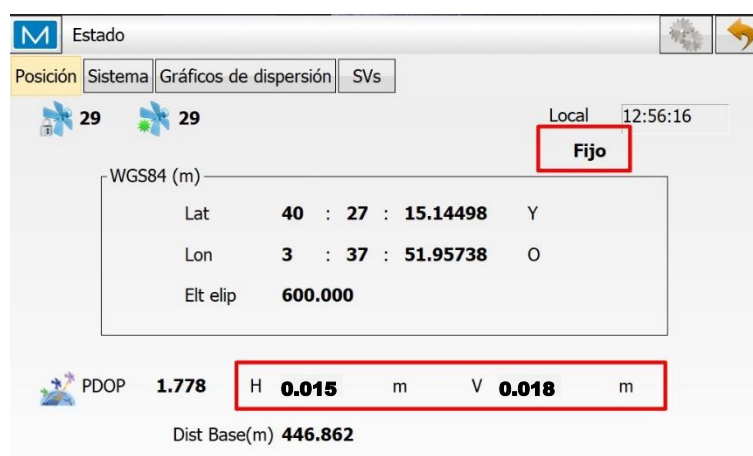 M Estado
Posición Sistema Gráficos de dispersión SVs
29 29 Local 12:56:16
Fijo
WGS84 (m)
Lat 40 : 27 : 15.14498 Y
Lon 3 : 37 : 51.95738 O
Elt elip 600.000
PDOP 1.778 H 0.015 m V 0.018 m
Dist Base(m) 446.862